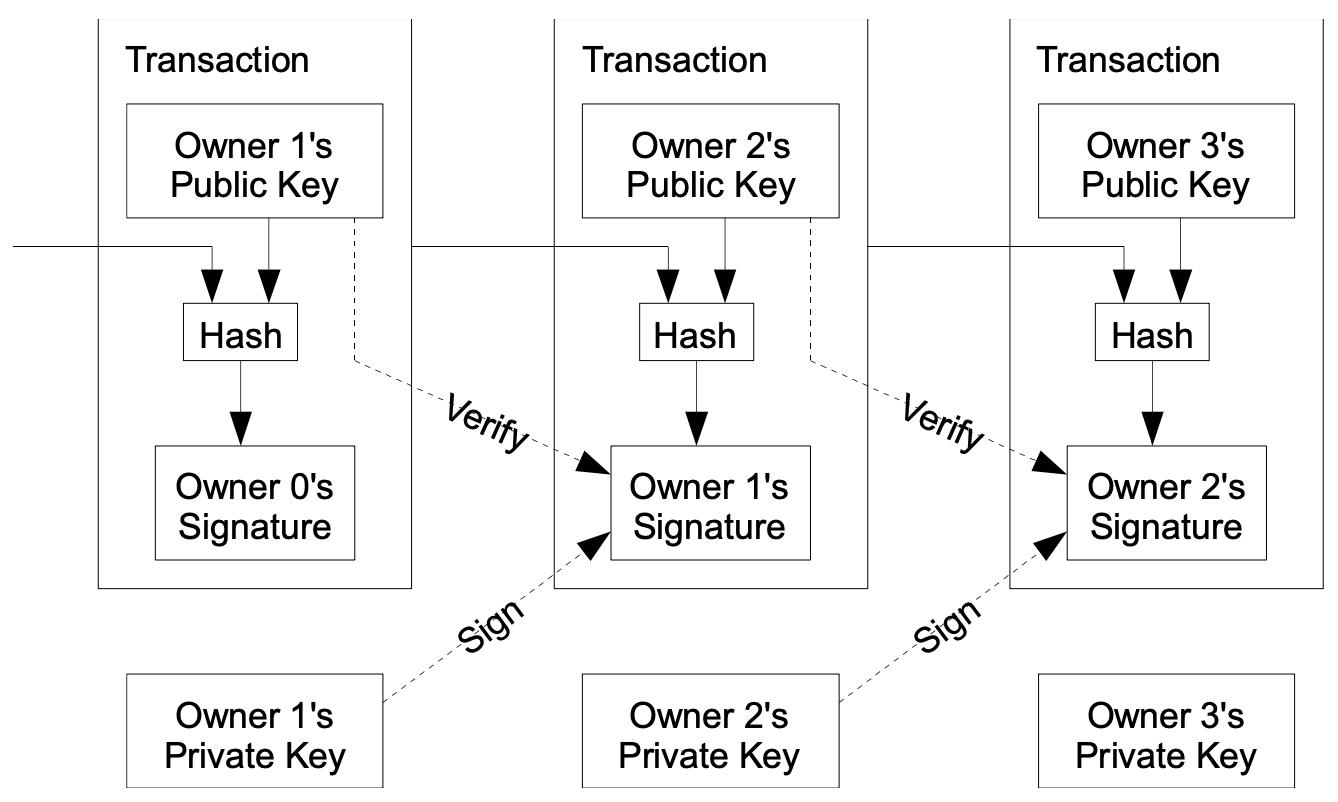 Transaction
Owner 1's
Public Key
Hash
Owner 0's
Signature
Transaction
Owner 2's
Public Key
Hash
Verify
Owner 1's
Signature
Sign
Transaction
Owner 3's
Public Key
Hash
Verify
Owner 2's
Signature
Sign
Owner 1's
Private Key
Owner 2's
Private Key
Owner 3's
Private Key